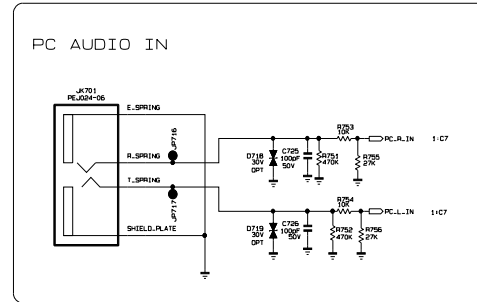 PC AUDIO IN
JK701
PEJ024-06
E_SPRING
R_SPRING
JP716
T_SPRING
JP717
SHIELD_PLATE
D718
30V
OPT
C725
100pF
50V
R751
470K
R753
10K
R755
27K
PC_R_IN
1:C7
D719
30V
OPT
C726
100pF
50V
R752
470K
R754
10K
R756
27K
PC_L_IN
1:C7